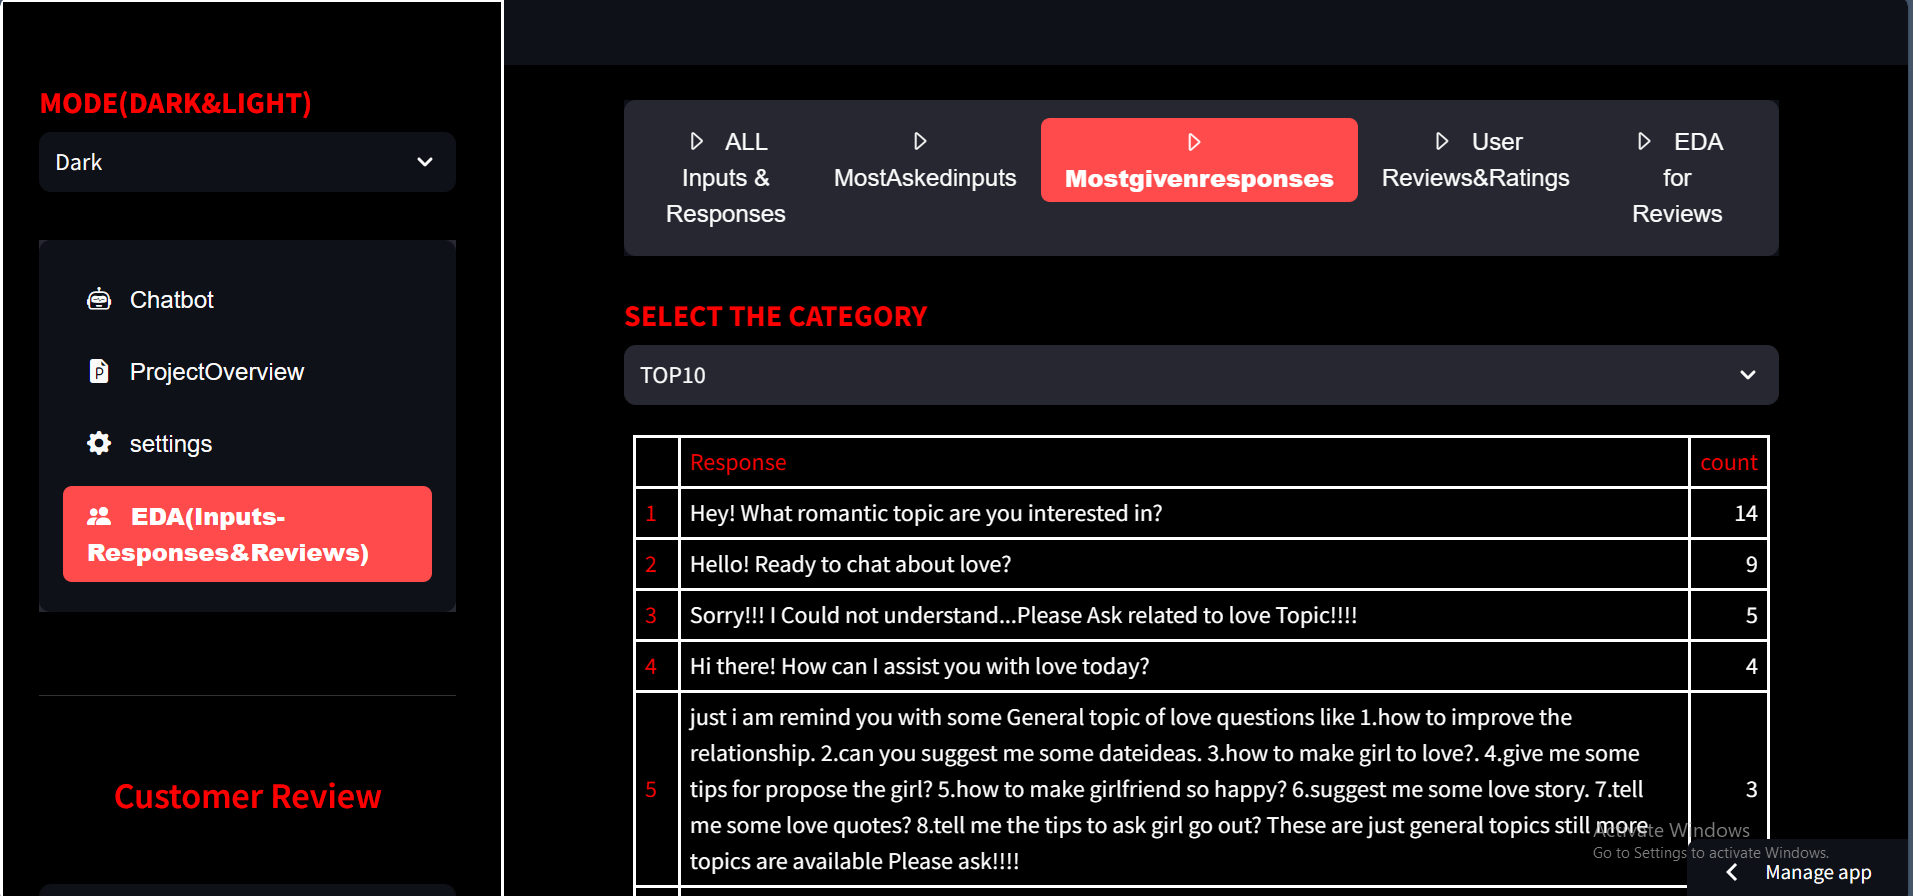 MODE(DARK&LIGHT)
Dark
Chatbot
ProjectOverview
settings
EDA(Inputs-
Responses&Reviews)
Customer Review
ALL
Inputs &
Responses
MostAskedinputs
Mostgivenresponses
User
Reviews&Ratings
EDA
for
Reviews
SELECT THE CATEGORY
TOP10
Response count
1 Hey! What romantic topic are you interested in? 14
2 Hello! Ready to chat about love? 9
3 Sorry!!! I Could not understand...Please Ask related to love Topic!!!! 5
4 Hi there! How can I assist you with love today? 4
just i am remind you with some General topic of love questions like 1.how to improve the
relationship. 2.can you suggest me some dateideas. 3.how to make girl to love?. 4.give me some
5 tips for propose the girl? 5.how to make girlfriend so happy? 6.suggest me some love story. 7.tell 3
me some love quotes? 8.tell me the tips to ask girl go out? These are just general topics still more
topics are available Please ask!!!!
Activate Windows
Go to Settings to activate Windows.
Manage app